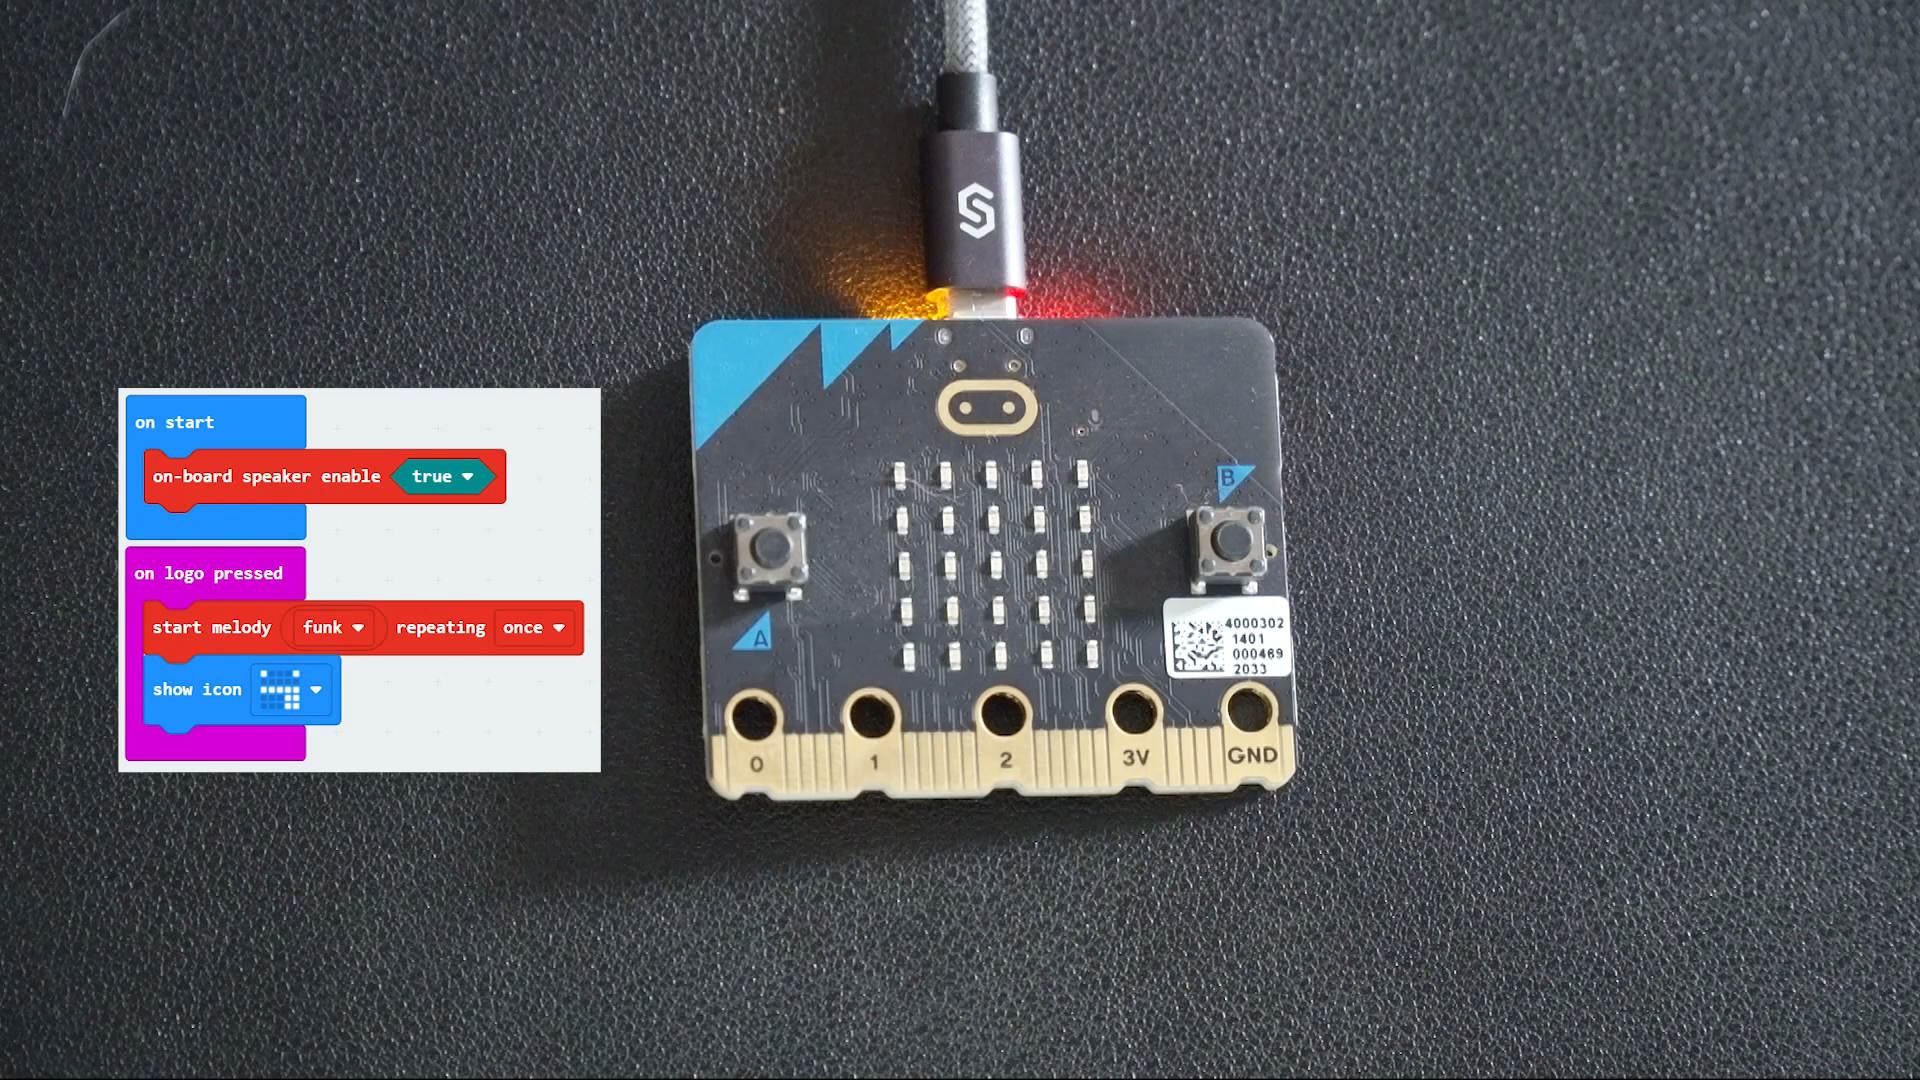 on start
on-board speaker enable true
on logo pressed
start melody funk repeating once
show icon
B
A
4000302
1401
000469
2033
0 1 2 3V GND